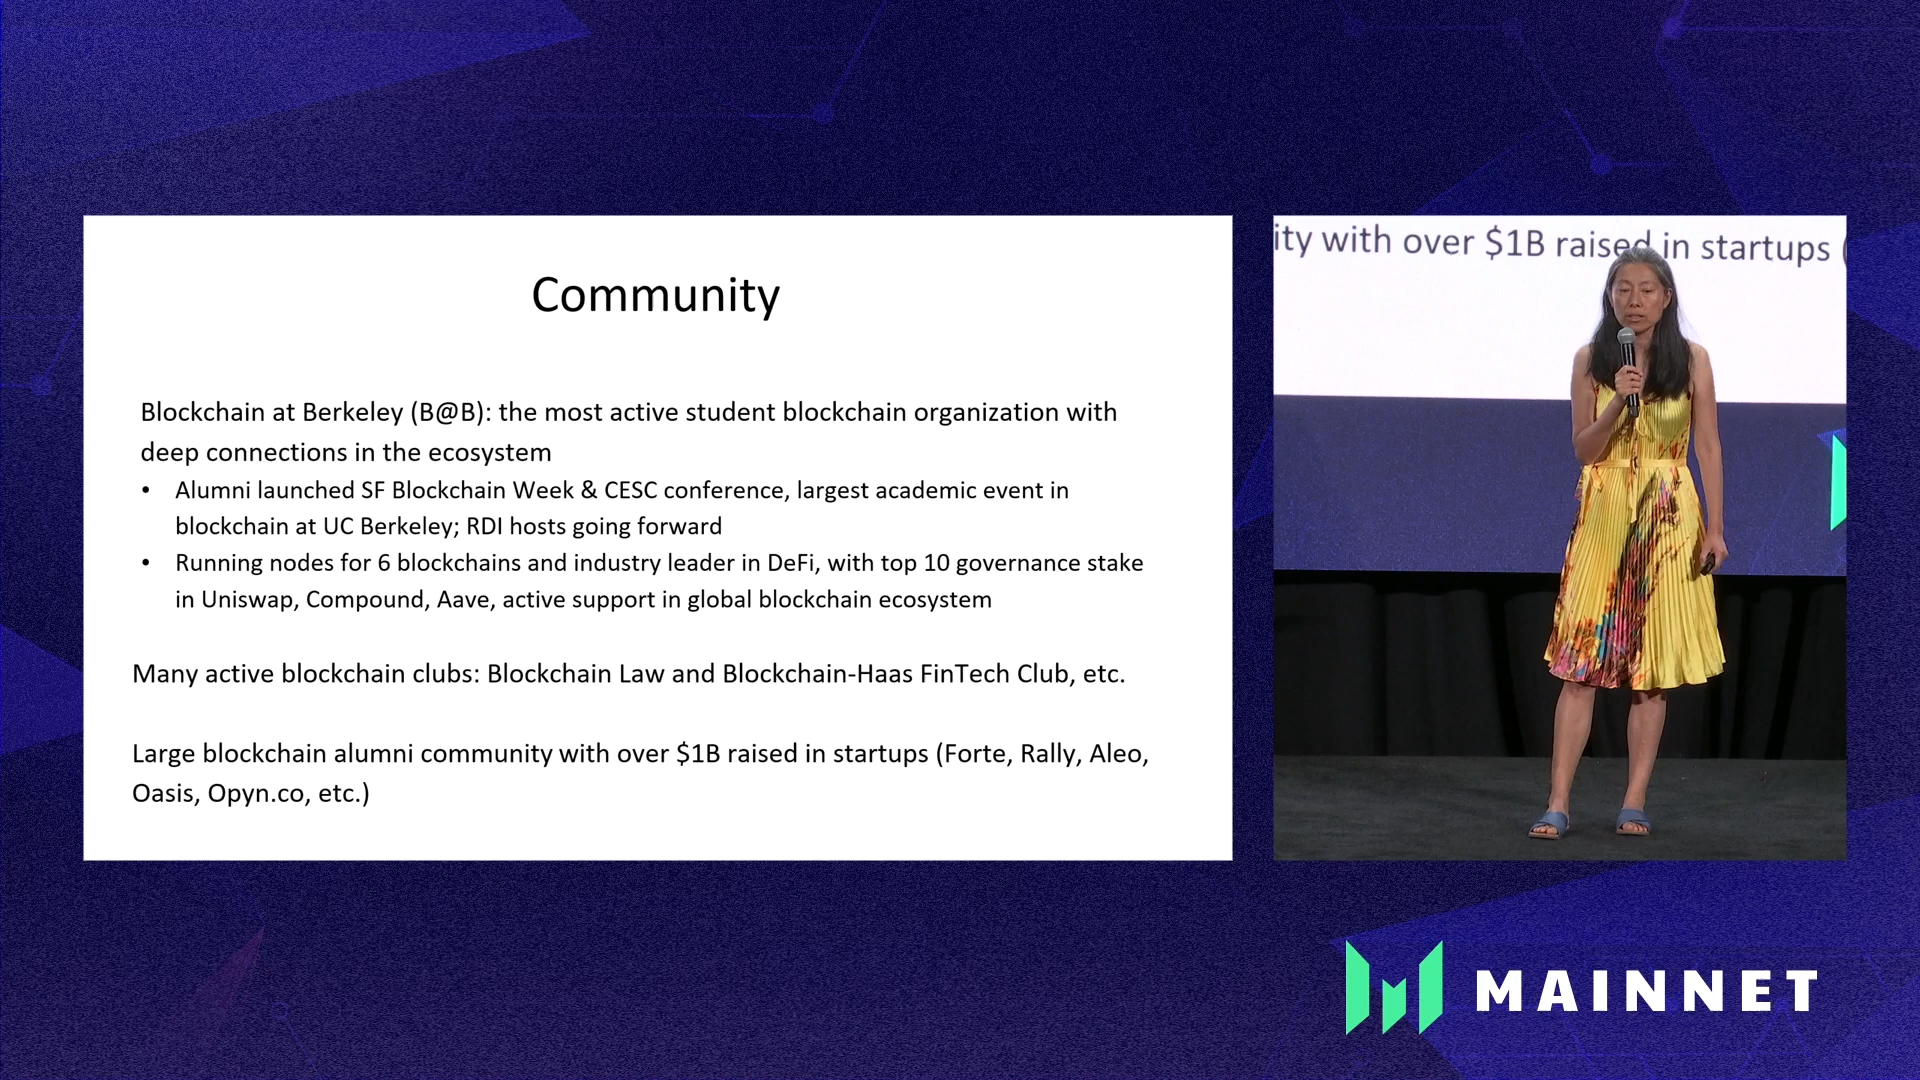 Community
Blockchain at Berkeley (B@B): the most active student blockchain organization with
deep connections in the ecosystem
• Alumni launched SF Blockchain Week & CESC conference, largest academic event in
blockchain at UC Berkeley; RDI hosts going forward
• Running nodes for 6 blockchains and industry leader in DeFi, with top 10 governance stake
in Uniswap, Compound, Aave, active support in global blockchain ecosystem
Many active blockchain clubs: Blockchain Law and Blockchain-Haas FinTech Club, etc.
Large blockchain alumni community with over $1B raised in startups (Forte, Rally, Aleo,
Oasis, Opyn.co, etc.)
ity with over $1B raised in startups (
MAINNET